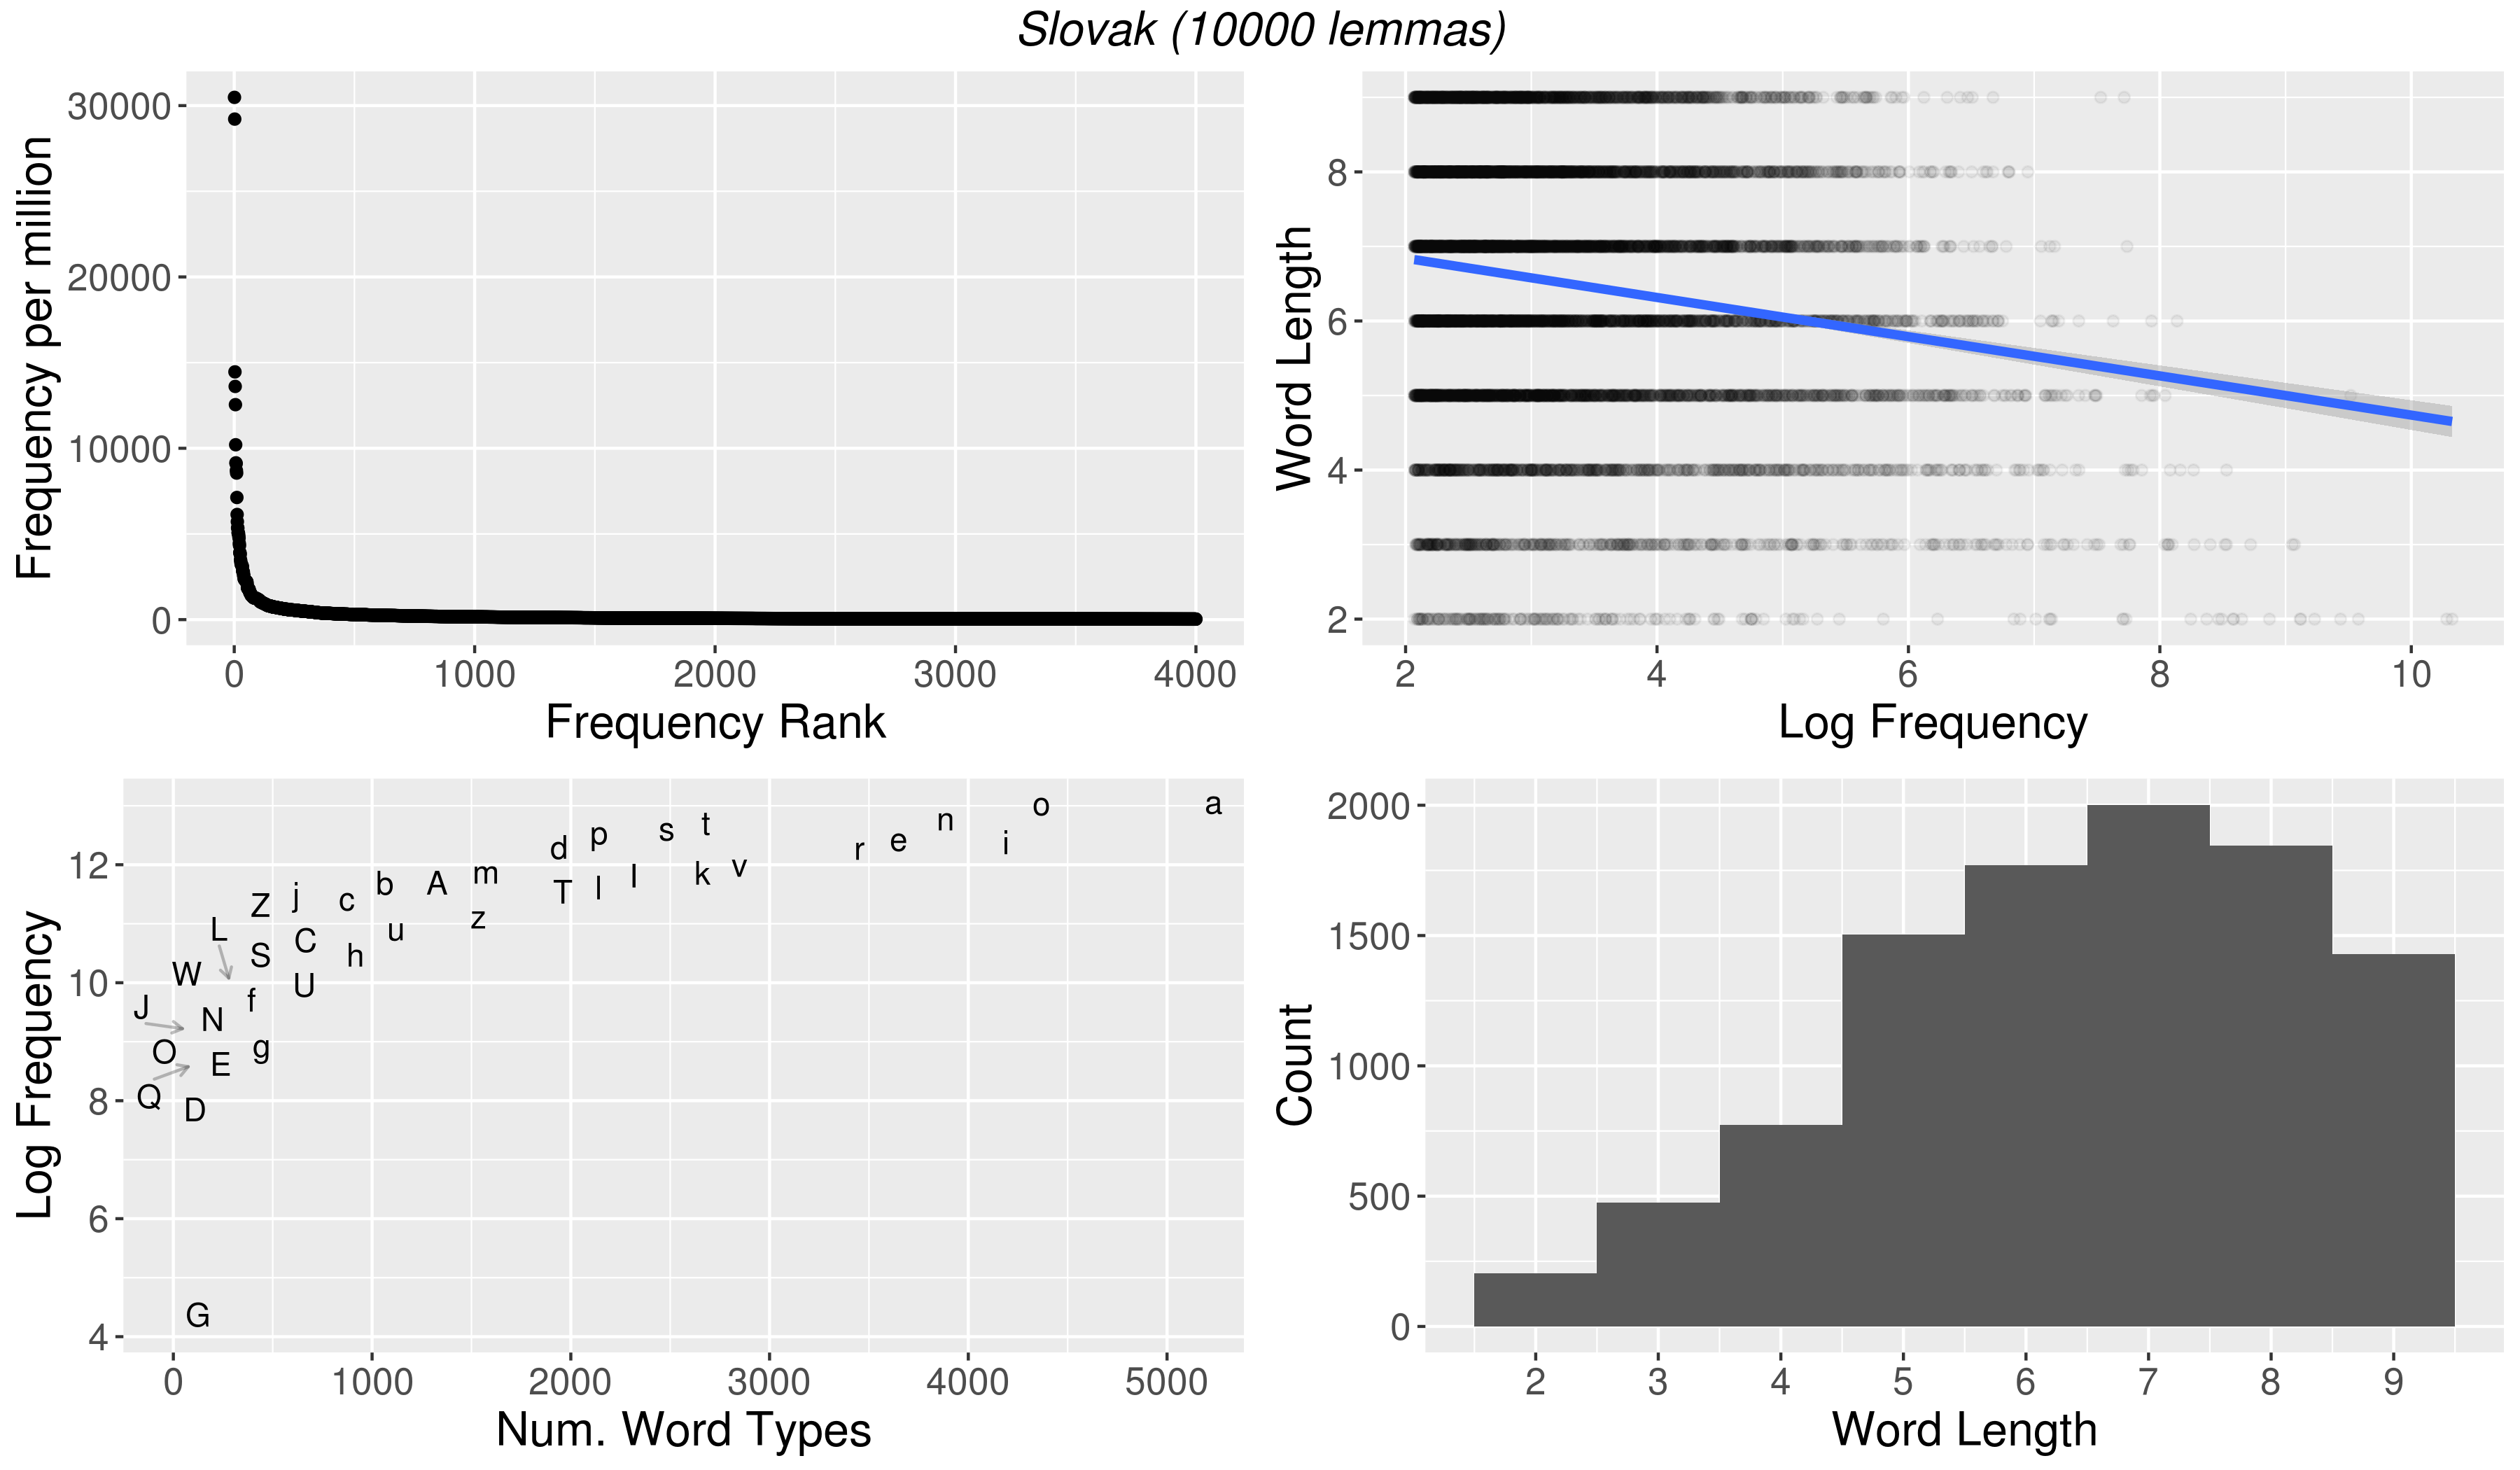 Slovak (10000 lemmas)
Frequency per million
30000
20000
10000
0
0 1000 2000 3000 4000
Frequency Rank
Word Length
8
6
4
2
2 4 6 8 10
Log Frequency
Log Frequency
12
10
8
6
4
o a
d p s t n
r e i
Z j c b A m T l I k v
L S C h u z
W U
J N f
O E g
Q D
G
0 1000 2000 3000 4000 5000
Num. Word Types
Count
2000
1500
1000
500
0
2 3 4 5 6 7 8 9
Word Length